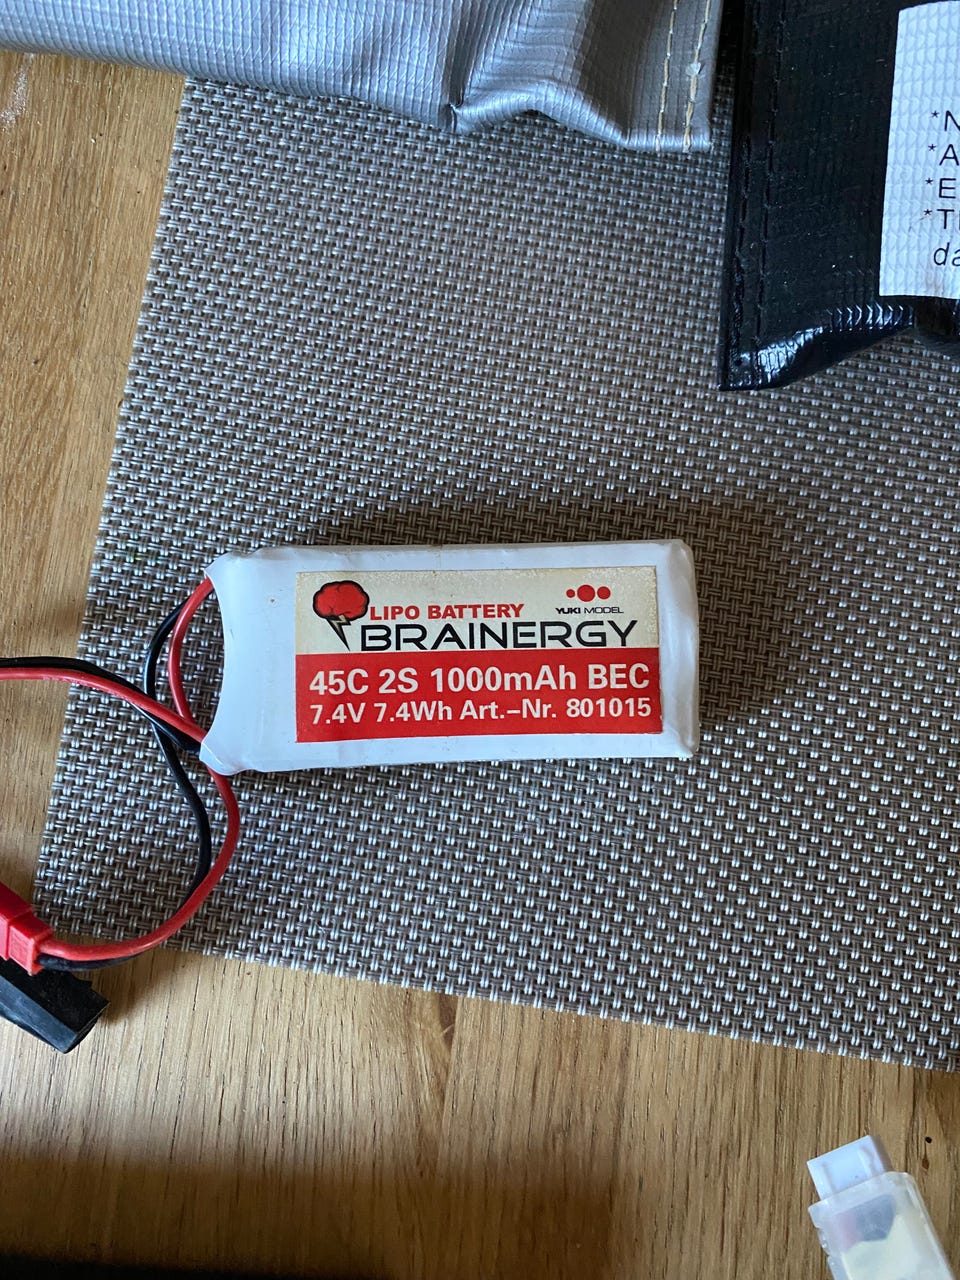 LIPO BATTERY
YUKI MODEL
BRAINERGY
45C 2S 1000mAh BEC
7.4V 7.4Wh Art.-Nr. 801015